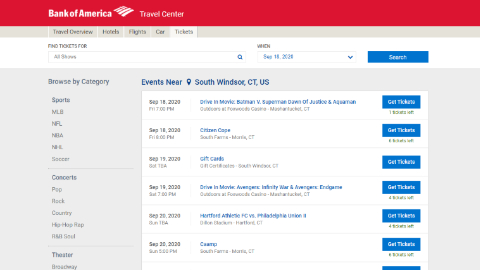 Bank of America Travel Center
Travel Overview Hotels Flights Car Tickets
FIND TICKETS FOR WHEN
All Shows Sep 18, 2020 Search
Browse by Category
Events Near South Windsor, CT, US
Sports
MLB
NFL
NBA
NHL
Soccer
Concerts
Pop
Rock
Country
Hip-Hop Rap
R&B Soul
Theater
Broadway
Sep 18, 2020 Drive In Movie: Batman V. Superman Dawn Of Justice & Aquaman Get Tickets
Fri 7:00 PM Outdoors at Foxwoods Casino - Mashantucket, CT
1 tickets left
Sep 18, 2020 Citizen Cope Get Tickets
Fri 8:00 PM South Farms - Morris, CT
6 tickets left
Sep 19, 2020 Gift Cards Get Tickets
Sat TBA Gift Certificates - South Windsor, CT
Sep 19, 2020 Drive In Movie: Avengers: Infinity War & Avengers: Endgame Get Tickets
Sat 7:00 PM Outdoors at Foxwoods Casino - Mashantucket, CT
4 tickets left
Sep 20, 2020 Hartford Athletic FC vs. Philadelphia Union II Get Tickets
Sun TBA Dillon Stadium - Hartford, CT
4 tickets left
Sep 20, 2020 Caamp Get Tickets
Sun 5:00 PM South Farms - Morris, CT
6 tickets left